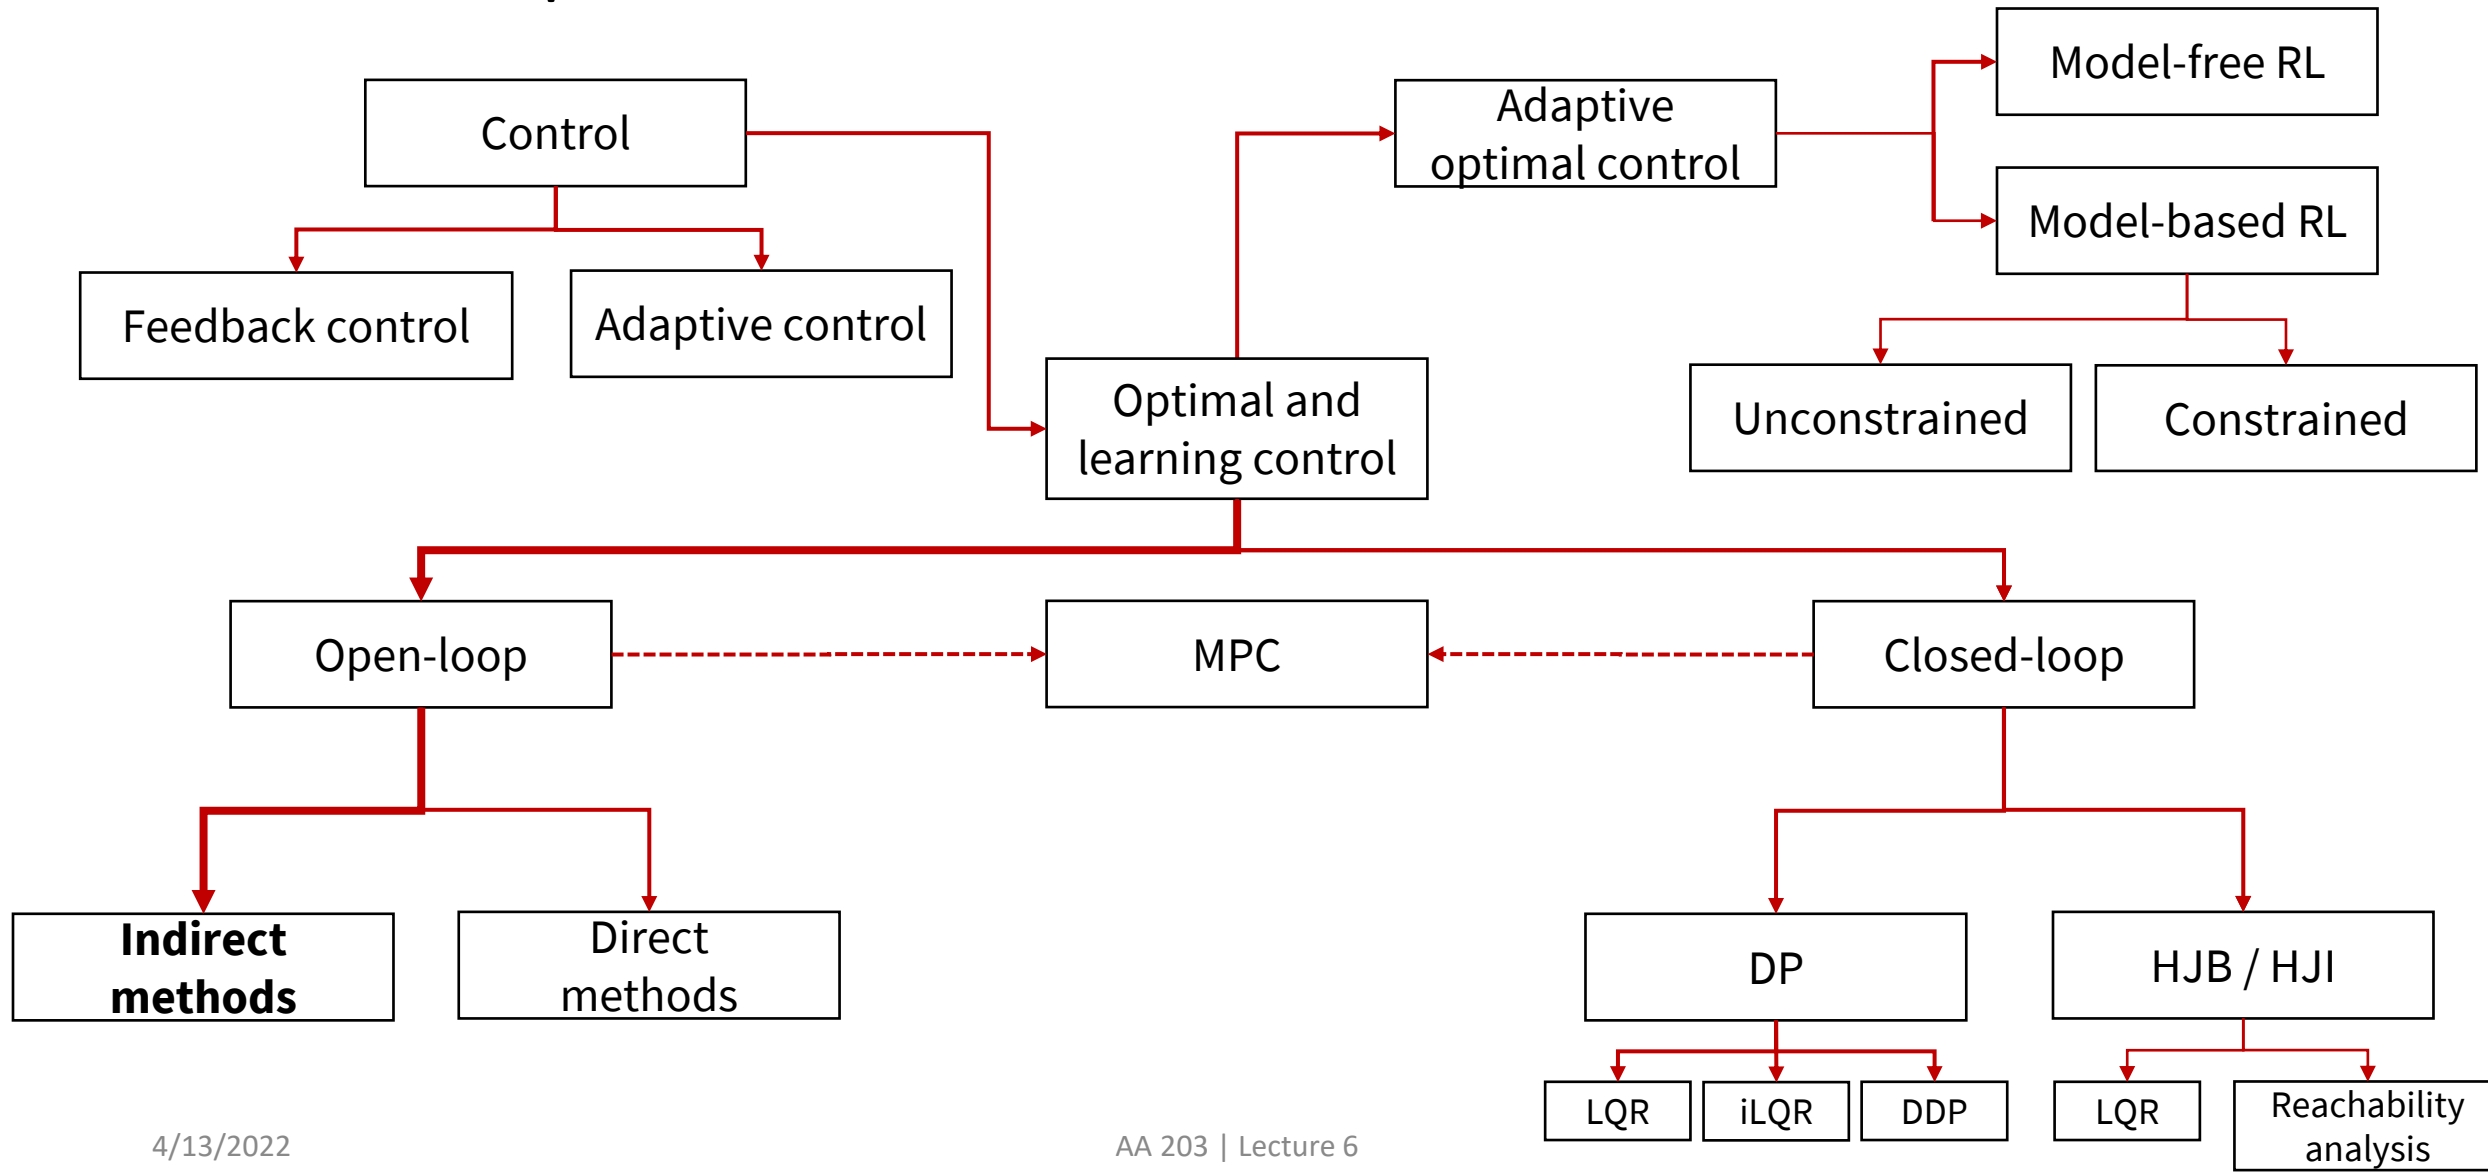 Control
Feedback control
Adaptive control
Optimal and
learning control
Adaptive
optimal control
Model-free RL
Model-based RL
Unconstrained
Constrained
Open-loop
MPC
Closed-loop
Indirect
methods
Direct
methods
DP
HJB / HJI
LQR
iLQR
DDP
LQR
Reachability
analysis
4/13/2022
AA 203 | Lecture 6